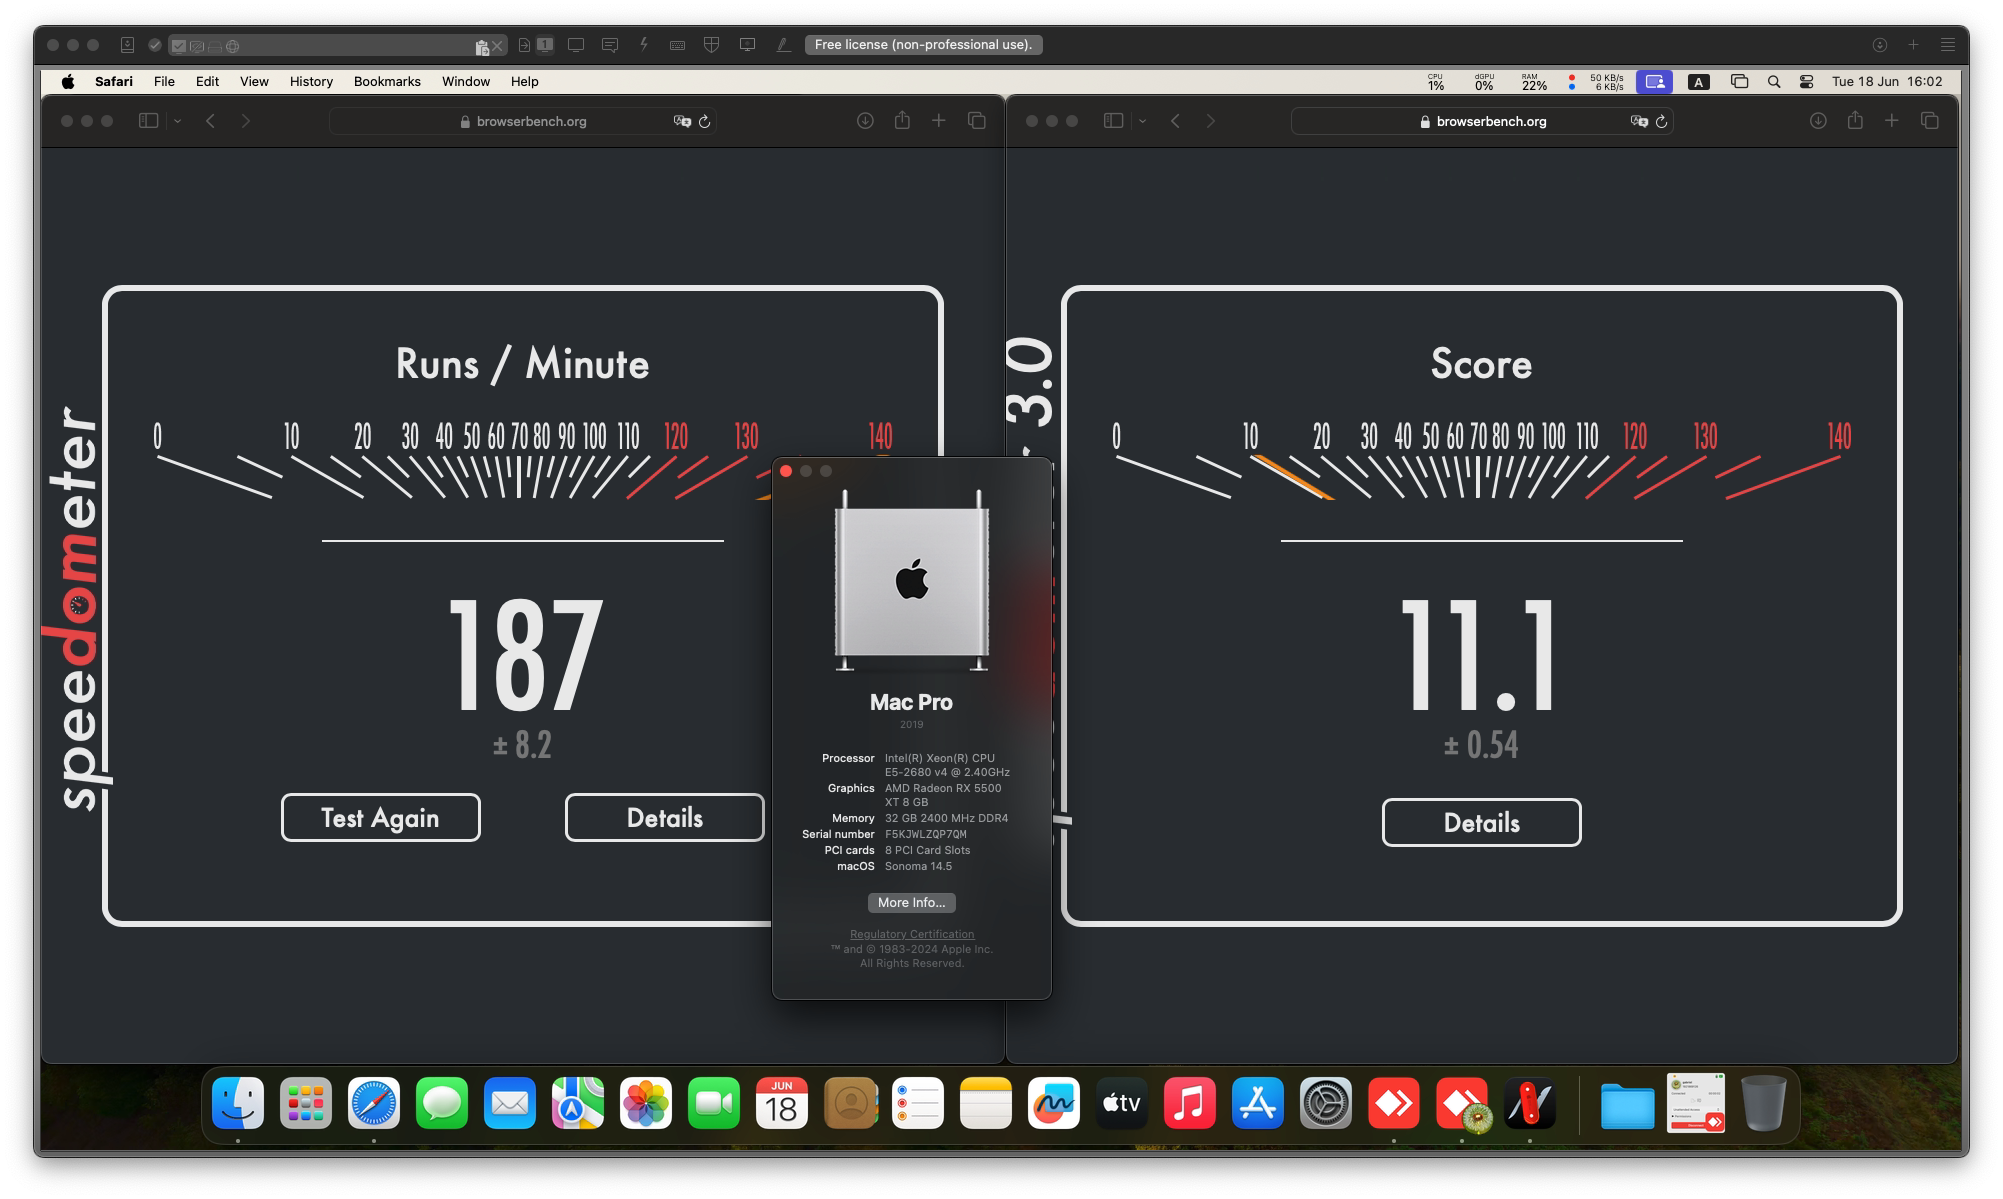 1
Free license (non-professional use).
Safari File Edit View History Bookmarks Window Help
CPU
1%
dGPU
0%
RAM
22%
50 KB/s
6 KB/s
A
Tue 18 Jun 16:02
browserbench.org
browserbench.org
speedometer
Runs / Minute
0 10 20 30 40 50 60 70 80 90 100 110 120 130 140
187
± 8.2
Test Again
Details
Mac Pro
2019
Processor Intel(R) Xeon(R) CPU
E5-2680 v4 @ 2.40GHz
Graphics AMD Radeon RX 5500
XT 8 GB
Memory 32 GB 2400 MHz DDR4
Serial number F5KJWLZQP7QM
PCI cards 8 PCI Card Slots
macOS Sonoma 14.5
More Info...
Regulatory Certification
™ and © 1983-2024 Apple Inc.
All Rights Reserved.
3.0
Score
0 10 20 30 40 50 60 70 80 90 100 110 120 130 140
11.1
± 0.54
Details
JUN
18
tv